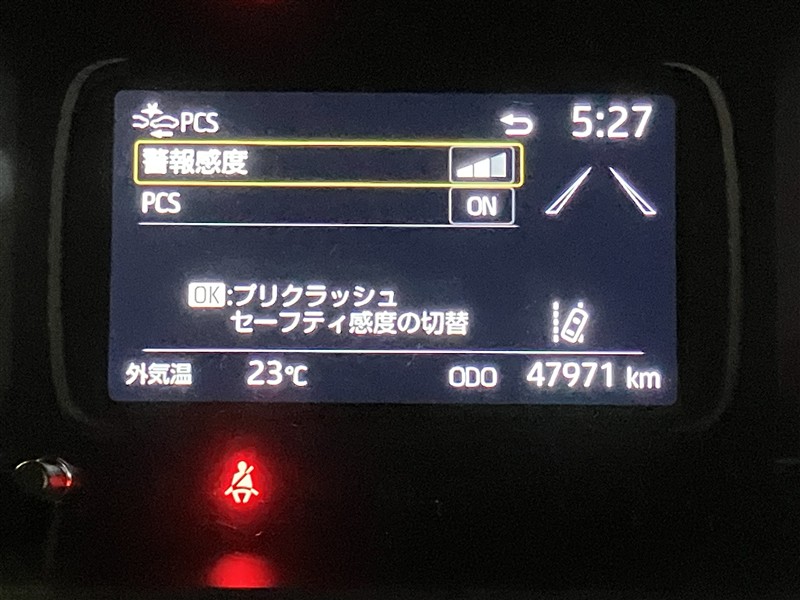 PCS 5:27
警報感度
PCS ON
OK:プリクラッシュ
セーフティ感度の切替
外気温 23℃ ODO 47971 km